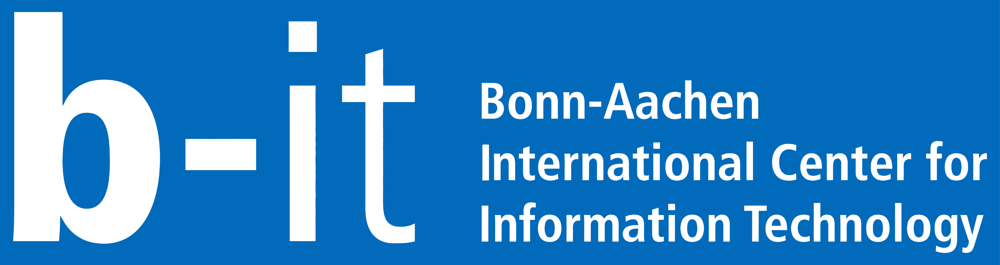 b-it
Bonn-Aachen
International Center for
Information Technology